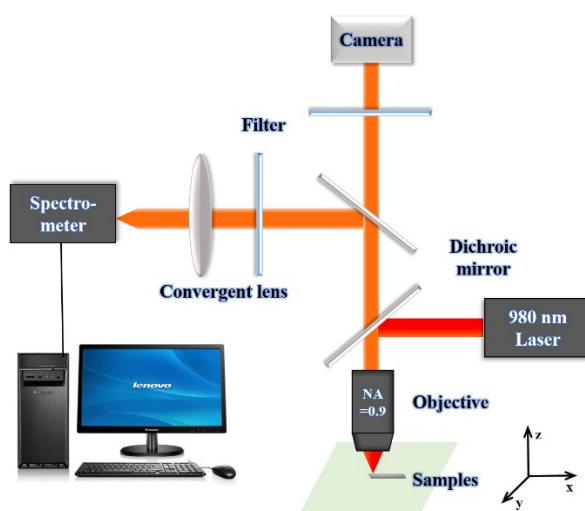 Camera
Filter
Spectro-
meter
Dichroic
mirror
Convergent lens
980 nm
Laser
NA
=0.9
Objective
lenovo
Samples
z
x
y